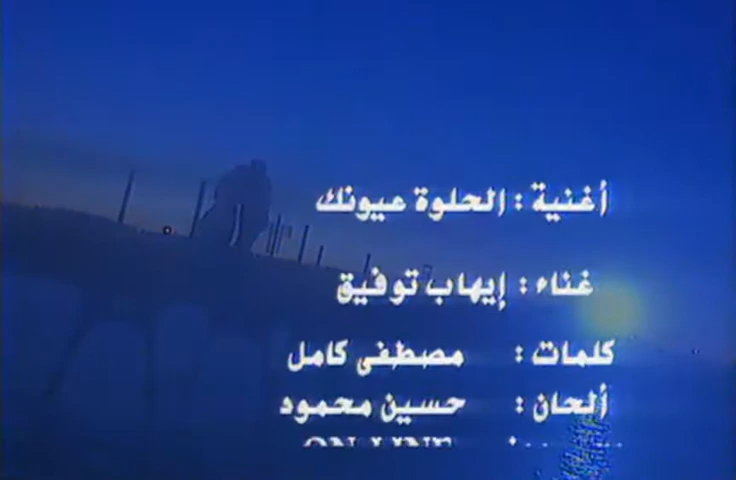 أغنية : الحلوة عيونك
غناء : إيهاب توفيق
كلمات : مصطفى كامل
ألحان : حسين محمود